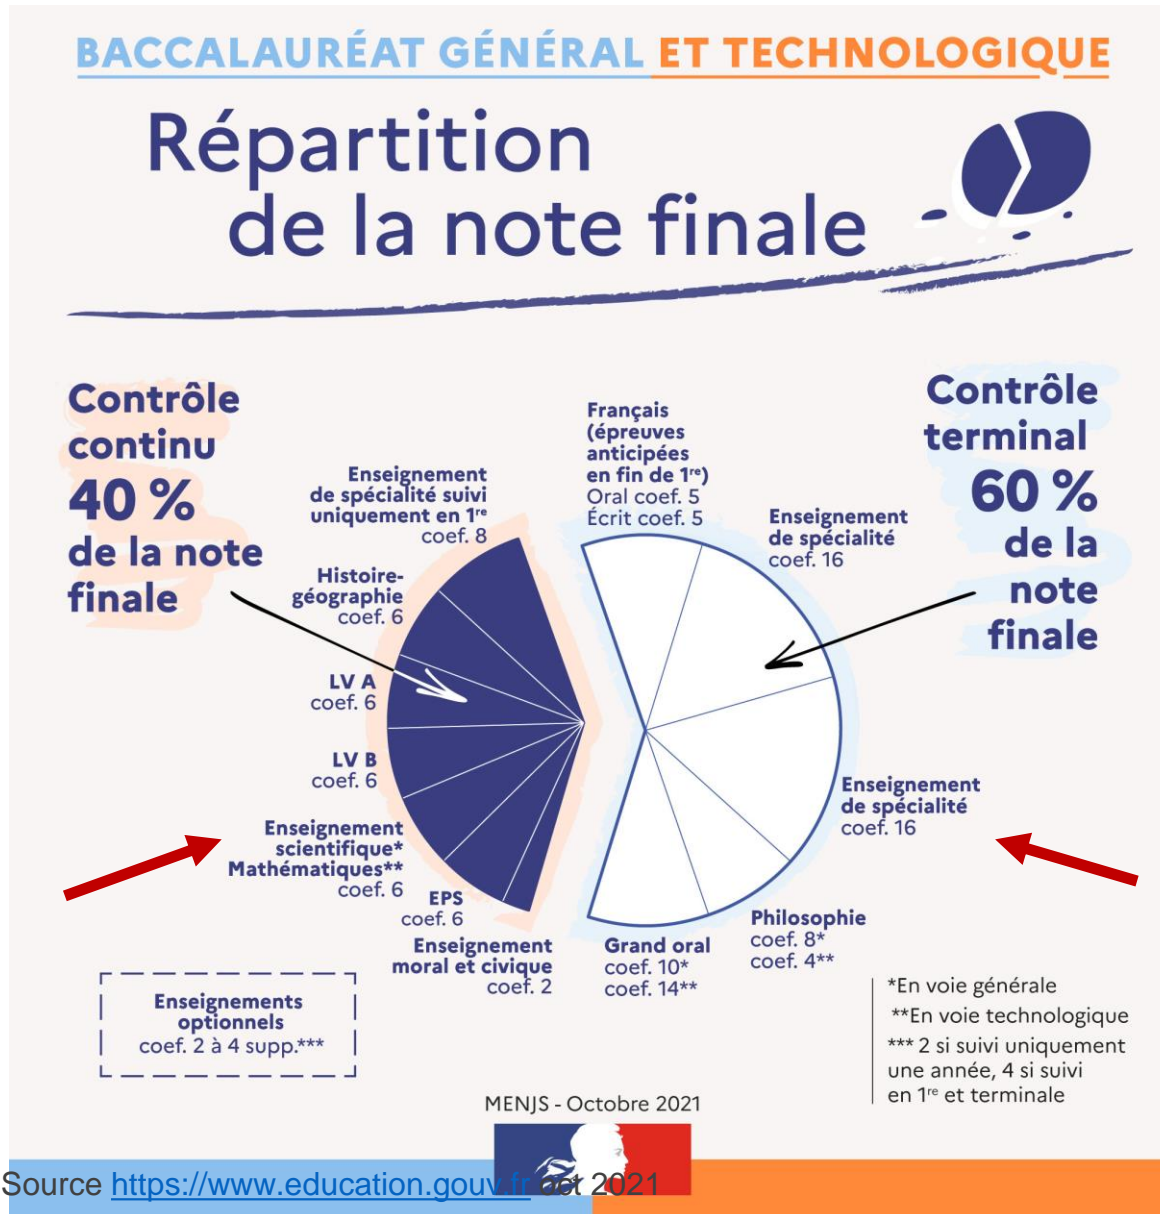 BACCALAURÉAT GÉNÉRAL ET TECHNOLOGIQUE
Répartition
de la note finale
Contrôle
continu
40 %
de la note
finale
Contrôle
terminal
60 %
de la
note
finale
Enseignement
de spécialité suivi
uniquement en 1re
coef. 8
Histoire-
géographie
coef. 6
LV A
coef. 6
LV B
coef. 6
Enseignement
scientifique*
Mathématiques**
coef. 6
EPS
coef. 6
Enseignement
moral et civique
coef. 2
Français
(épreuves
anticipées
en fin de 1re)
Oral coef. 5
Écrit coef. 5
Enseignement
de spécialité
coef. 16
Enseignement
de spécialité
coef. 16
Philosophie
coef. 8*
coef. 4**
Grand oral
coef. 10*
coef. 14**
Enseignements
optionnels
coef. 2 à 4 supp.***
*En voie générale
**En voie technologique
*** 2 si suivi uniquement
une année, 4 si suivi
en 1re et terminale
MENJS - Octobre 2021
Source https://www.education.gouv.fr oct 2021